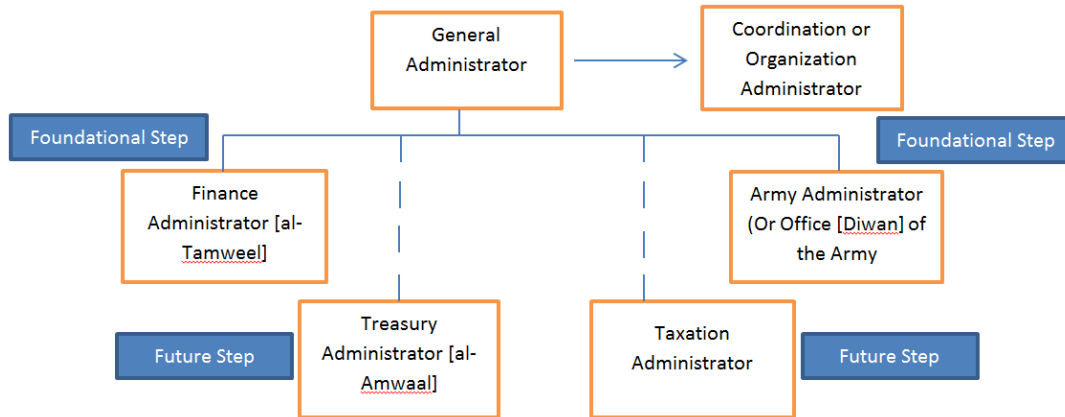 General
Administrator
Coordination or
Organization
Administrator
Foundational Step
Foundational Step
Finance
Administrator [al-
Tamweel]
Army Administrator
(Or Office [Diwan] of
the Army
Future Step
Treasury
Administrator [al-
Amwaal]
Taxation
Administrator
Future Step